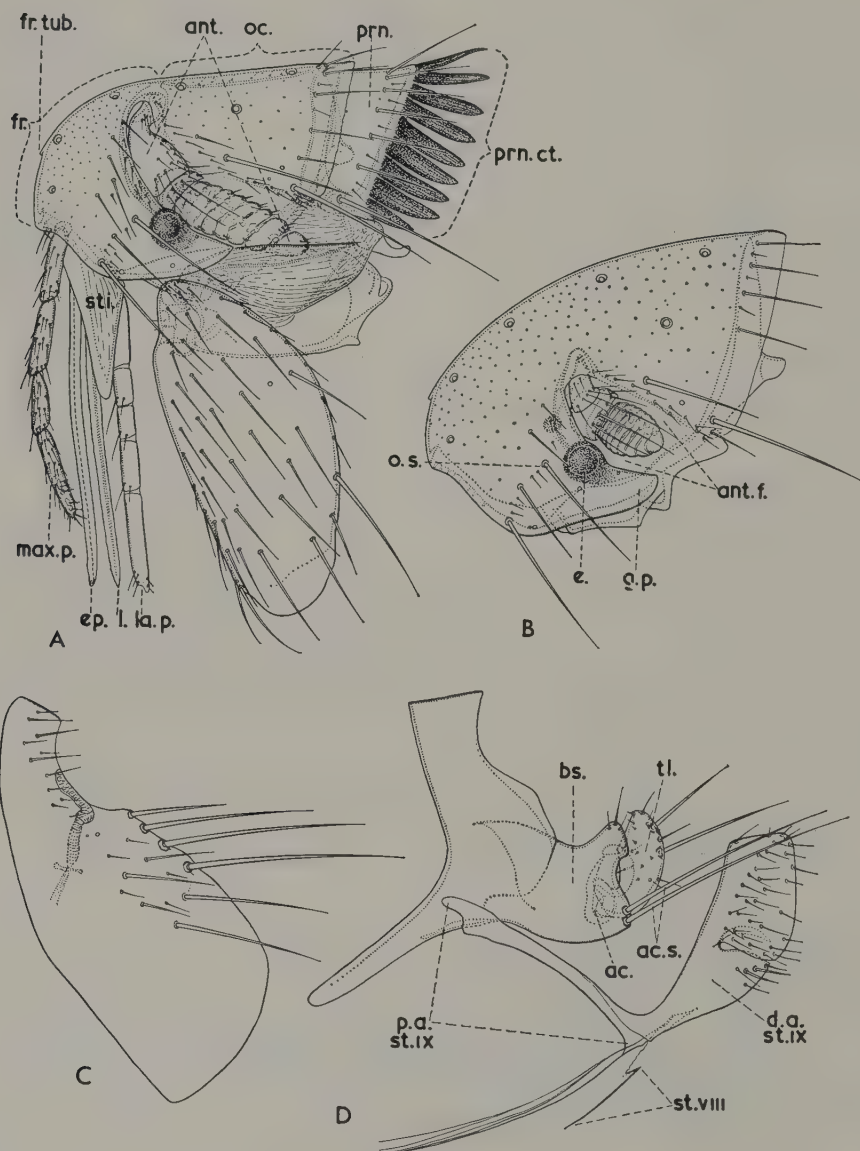 fr. tub.
ant.
oc.
prn.
fr.
prn. ct.
sti.
max. p.
ep. l. la. p.
A
o.s.
ant. f.
e.
g.p.
B
C
bs.
tl.
ac.
ac.s.
p.a.
st.IX
d.a.
st.IX
st.VIII
D